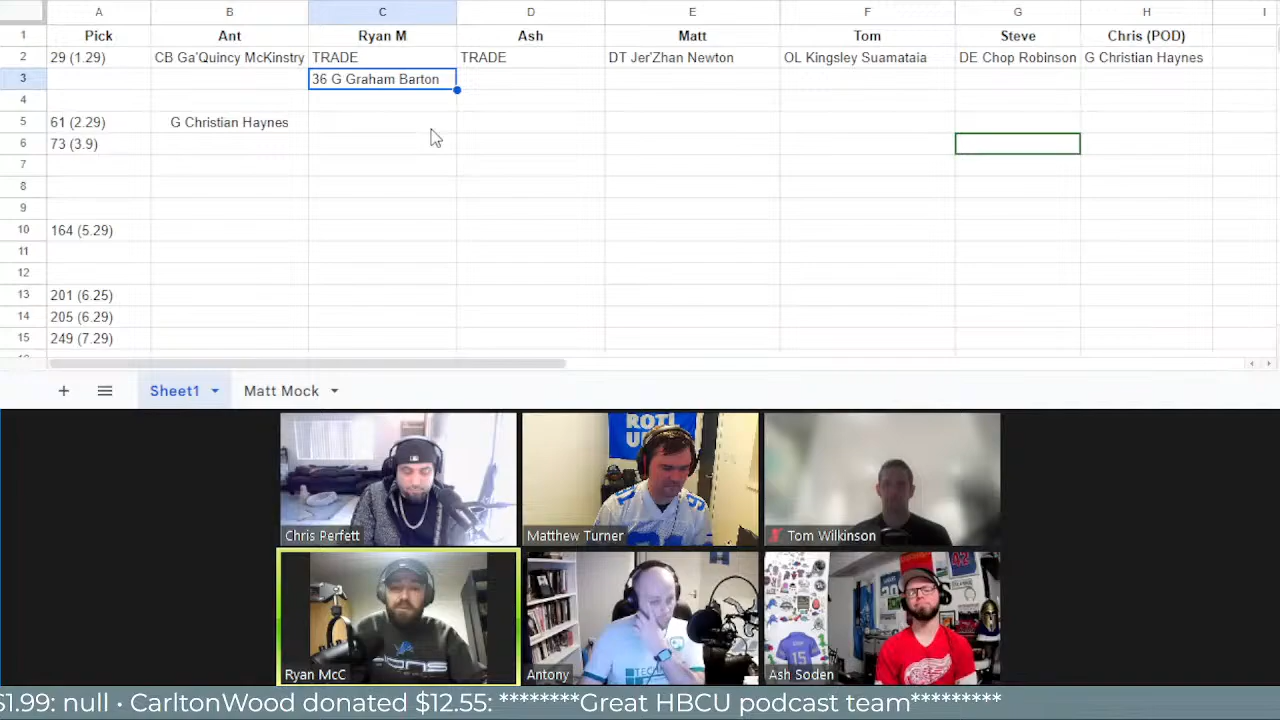 A B C D E F G H I
1 Pick Ant Ryan M Ash Matt Tom Steve Chris (POD)
2 29 (1.29) CB Ga'Quincy McKinstry TRADE TRADE DT Jer'Zhan Newton OL Kingsley Suamataia DE Chop Robinson G Christian Haynes
3 36 G Graham Barton
4
5 61 (2.29) G Christian Haynes
6 73 (3.9)
7
8
9
10 164 (5.29)
11
12
13 201 (6.25)
14 205 (6.29)
15 249 (7.29)
+ Sheet1 Matt Mock
Chris Perfett
Matthew Turner
Tom Wilkinson
Ryan McC
Antony
Ash Soden
15
42
$1.99: null • CarltonWood donated $12.55: ********Great HBCU podcast team*********